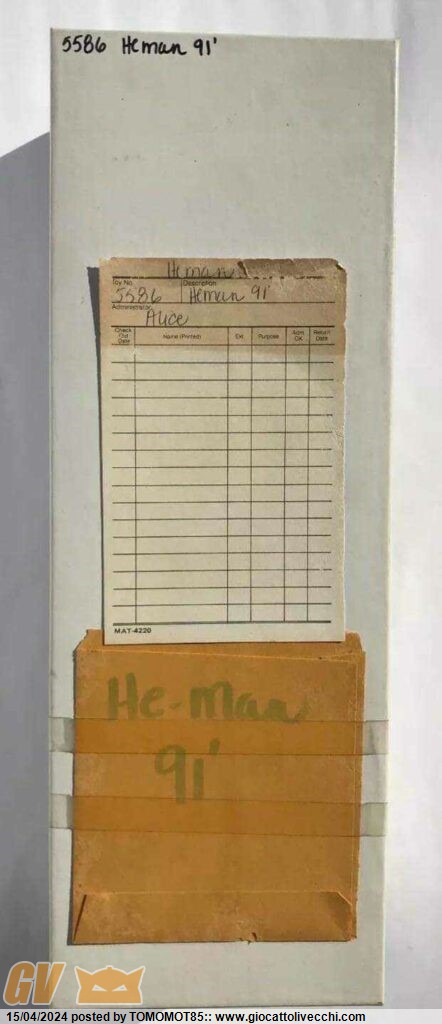 5586 Heman 91'
Heman
Toy No. Description
5586 Heman 91'
Administrator
Alice
Check Out Date Name (Printed) Ext Purpose Adm. OK Return Date
MAT-4220
He-Man
91'
GV
15/04/2024 posted by TOMOMOT85:: www.giocattolivecchi.com